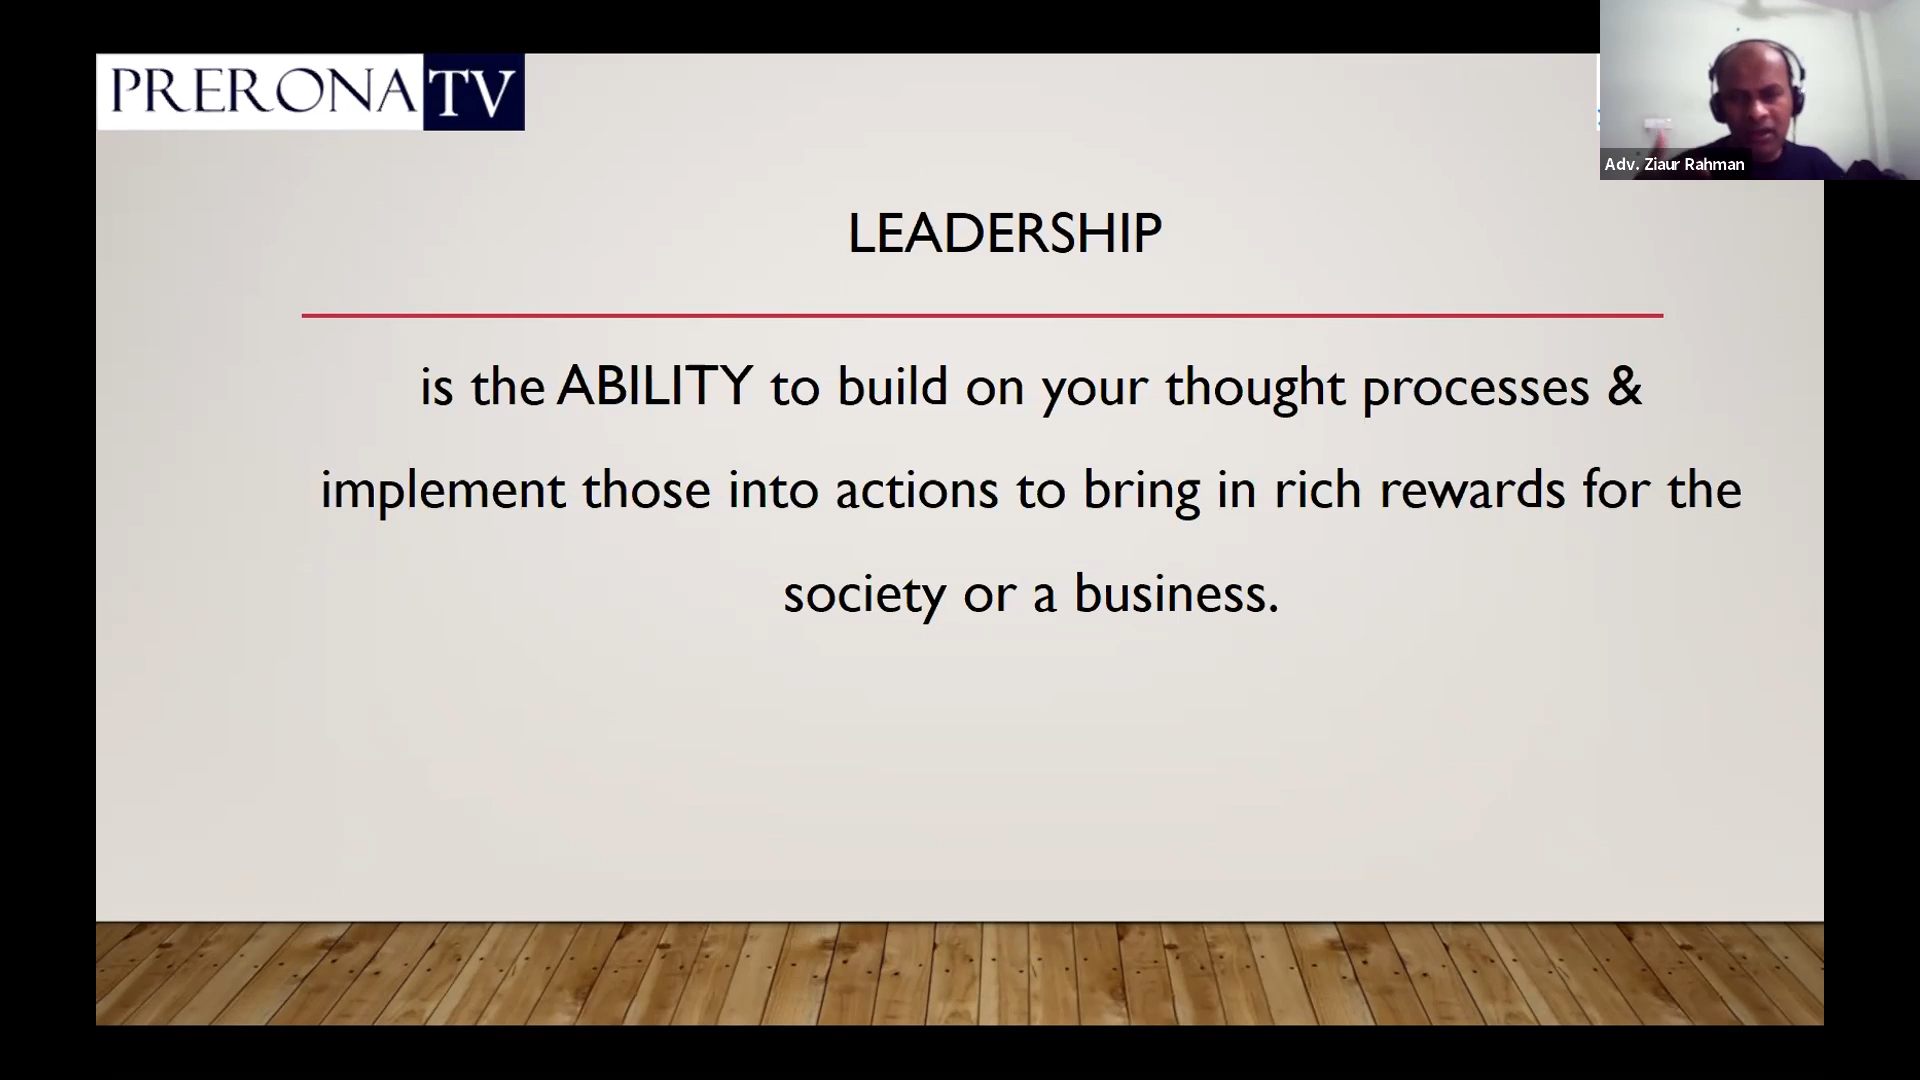 PRERONA TV
Adv. Ziaur Rahman
LEADERSHIP
is the ABILITY to build on your thought processes &
implement those into actions to bring in rich rewards for the
society or a business.